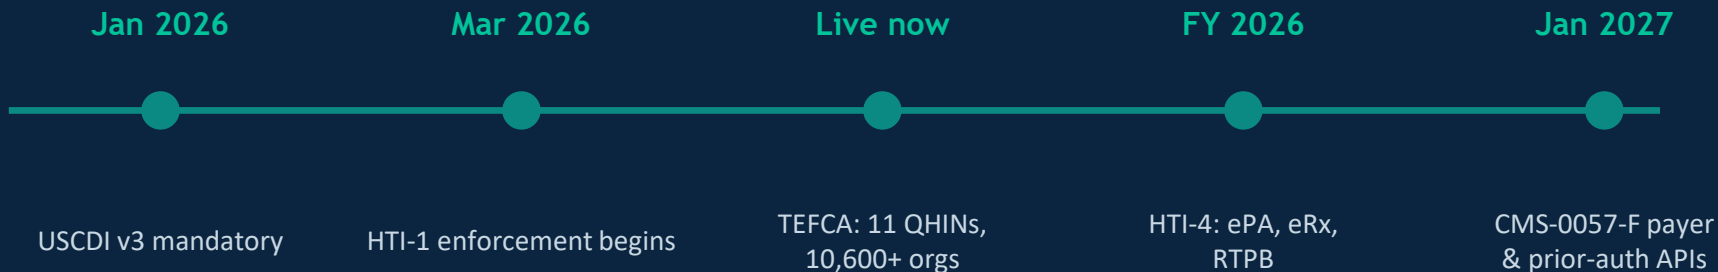 Jan 2026
Mar 2026
Live now
FY 2026
Jan 2027
USCDI v3 mandatory
HTI-1 enforcement begins
TEFCA: 11 QHINs,
10,600+ orgs
HTI-4: ePA, eRx,
RTPB
CMS-0057-F payer
& prior-auth APIs